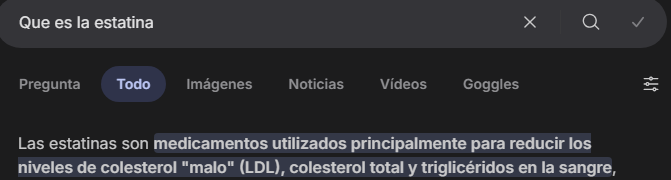 Que es la estatina
Pregunta Todo Imágenes Noticias Vídeos Goggles
Las estatinas son medicamentos utilizados principalmente para reducir los
niveles de colesterol "malo" (LDL), colesterol total y triglicéridos en la sangre,